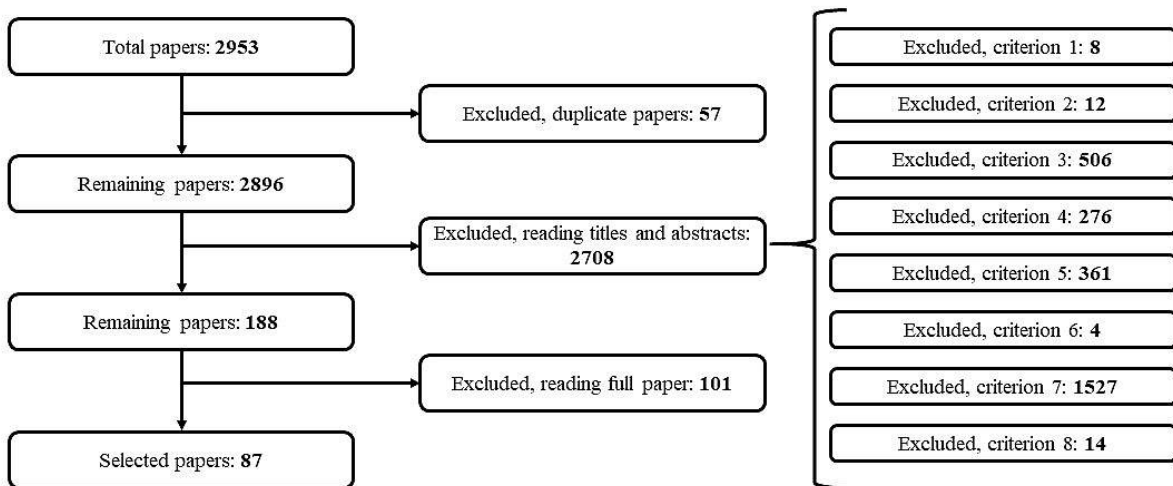 Total papers: 2953
Excluded, duplicate papers: 57
Remaining papers: 2896
Excluded, reading titles and abstracts:
2708
Remaining papers: 188
Excluded, reading full paper: 101
Selected papers: 87
Excluded, criterion 1: 8
Excluded, criterion 2: 12
Excluded, criterion 3: 506
Excluded, criterion 4: 276
Excluded, criterion 5: 361
Excluded, criterion 6: 4
Excluded, criterion 7: 1527
Excluded, criterion 8: 14